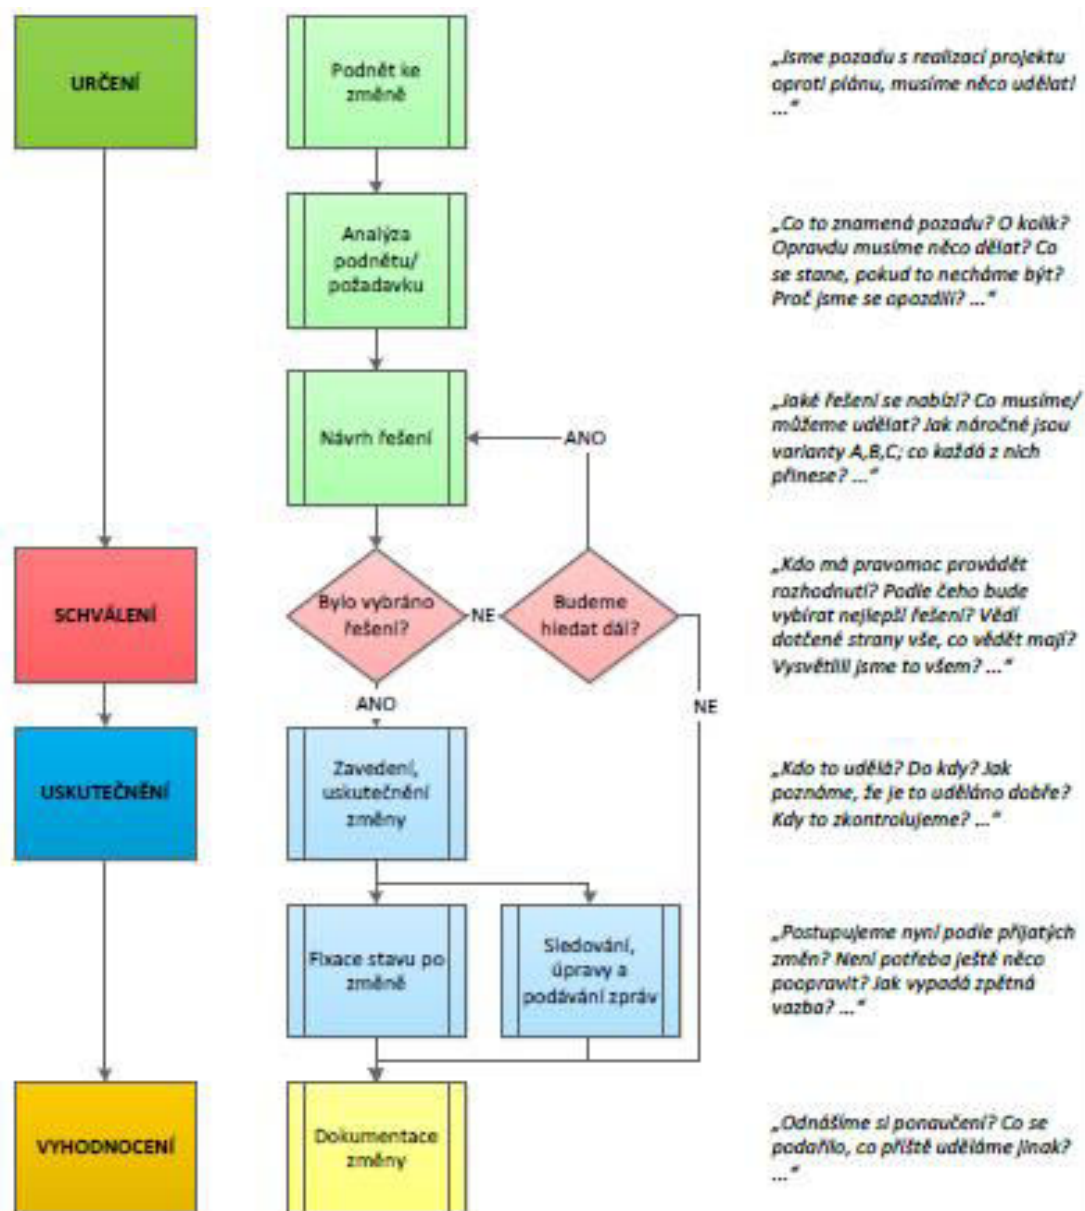 URČENÍ
Podnět ke
změně
„Jsme pozadu s realizací projektu
oproti plánu, musíme něco udělat!
..."
Analýza
podnětu/
požadavku
„Co to znamená pozadu? O kolik?
Opravdu musíme něco dělat? Co
se stane, pokud to necháme být?
Proč jsme se opozdili? ..."
Návrh řešení
ANO
„Jaké řešení se nabízí? Co musíme/
můžeme udělat? Jak náročné jsou
varianty A,B,C; co každá z nich
přinese? ..."
SCHVÁLENÍ
Bylo vybráno
řešení?
NE
Budeme
hledat dál?
„Kdo má pravomoc provádět
rozhodnutí? Podle čeho bude
vybírat nejlepší řešení? Vědí
dotčené strany vše, co vědět mají?
Vysvětlili jsme to všem? ..."
ANO
NE
USKUTEČNĚNÍ
Zavedení,
uskutečnění
změny
„Kdo to udělá? Do kdy? Jak
poznáme, že je to uděláno dobře?
Kdy to zkontrolujeme? ..."
Fixace stavu po
změně
Sledování,
úpravy a
podávání zpráv
„Postupujeme nyní podle přijatých
změn? Není potřeba ještě něco
poopravit? Jak vypadá zpětná
vazba? ..."
VYHODNOCENÍ
Dokumentace
změny
„Odnášíme si ponaučení? Co se
podařilo, co příště uděláme jinak?
..."